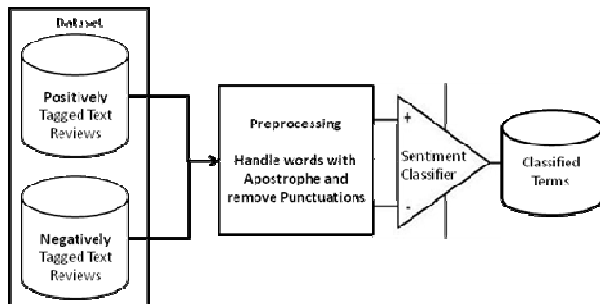 Dataset
Positively
Tagged Text
Reviews
Negatively
Tagged Text
Reviews
Preprocessing
Handle words with
Apostrophe and
remove Punctuations
+
Sentiment
Classifier
-
Classified
Terms